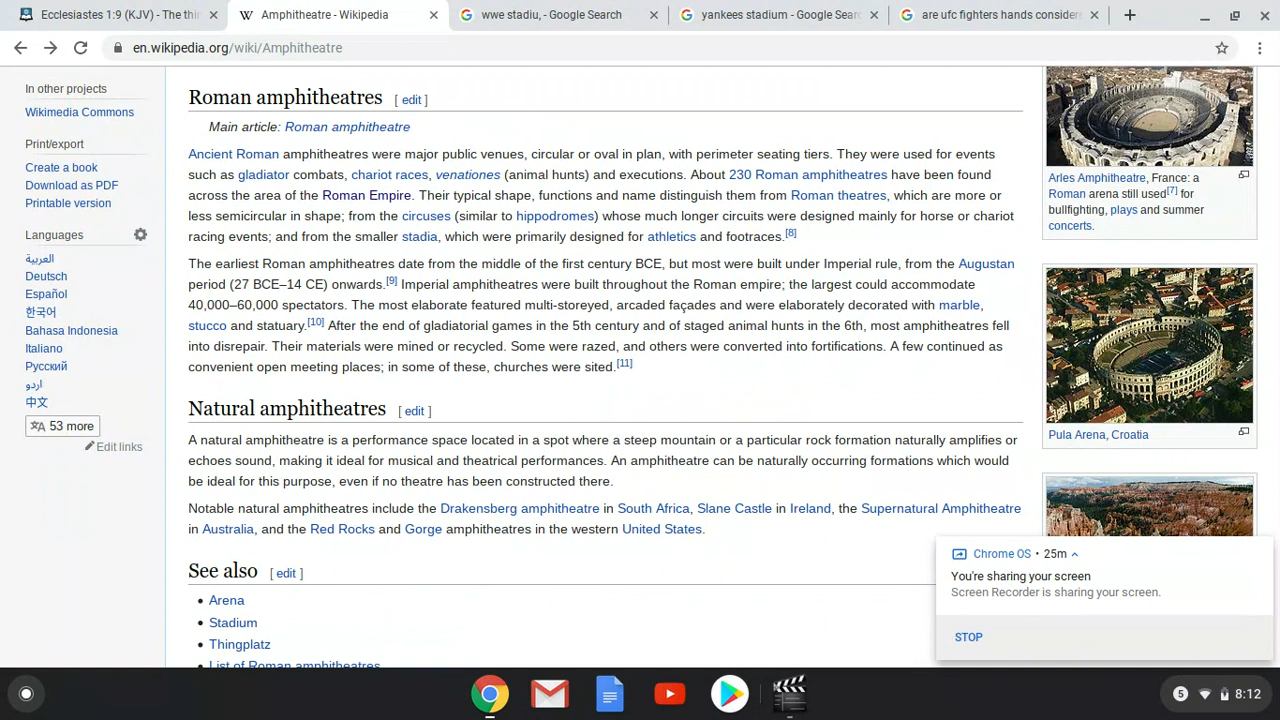 Ecclesiastes 1:9 (KJV) - The thin
Amphitheatre - Wikipedia
wwe stadiu, - Google Search
yankees stadium - Google Searc
are ufc fighters hands considere
en.wikipedia.org/wiki/Amphitheatre
In other projects
Wikimedia Commons
Print/export
Create a book
Download as PDF
Printable version
Languages
العربية
Deutsch
Español
한국어
Bahasa Indonesia
Italiano
Русский
اردو
中文
53 more
Edit links
Roman amphitheatres [ edit ]
Main article: Roman amphitheatre
Ancient Roman amphitheatres were major public venues, circular or oval in plan, with perimeter seating tiers. They were used for events
such as gladiator combats, chariot races, venationes (animal hunts) and executions. About 230 Roman amphitheatres have been found
across the area of the Roman Empire. Their typical shape, functions and name distinguish them from Roman theatres, which are more or
less semicircular in shape; from the circuses (similar to hippodromes) whose much longer circuits were designed mainly for horse or chariot
racing events; and from the smaller stadia, which were primarily designed for athletics and footraces.[8]
The earliest Roman amphitheatres date from the middle of the first century BCE, but most were built under Imperial rule, from the Augustan
period (27 BCE–14 CE) onwards.[9] Imperial amphitheatres were built throughout the Roman empire; the largest could accommodate
40,000–60,000 spectators. The most elaborate featured multi-storeyed, arcaded façades and were elaborately decorated with marble,
stucco and statuary.[10] After the end of gladiatorial games in the 5th century and of staged animal hunts in the 6th, most amphitheatres fell
into disrepair. Their materials were mined or recycled. Some were razed, and others were converted into fortifications. A few continued as
convenient open meeting places; in some of these, churches were sited.[11]
Natural amphitheatres [ edit ]
A natural amphitheatre is a performance space located in a spot where a steep mountain or a particular rock formation naturally amplifies or
echoes sound, making it ideal for musical and theatrical performances. An amphitheatre can be naturally occurring formations which would
be ideal for this purpose, even if no theatre has been constructed there.
Notable natural amphitheatres include the Drakensberg amphitheatre in South Africa, Slane Castle in Ireland, the Supernatural Amphitheatre
in Australia, and the Red Rocks and Gorge amphitheatres in the western United States.
See also [ edit ]
• Arena
• Stadium
• Thingplatz
• List of Roman amphitheatres
Arles Amphitheatre, France: a
Roman arena still used[7] for
bullfighting, plays and summer
concerts.
Pula Arena, Croatia
Chrome OS • 25m
You're sharing your screen
Screen Recorder is sharing your screen.
STOP
5
8:12